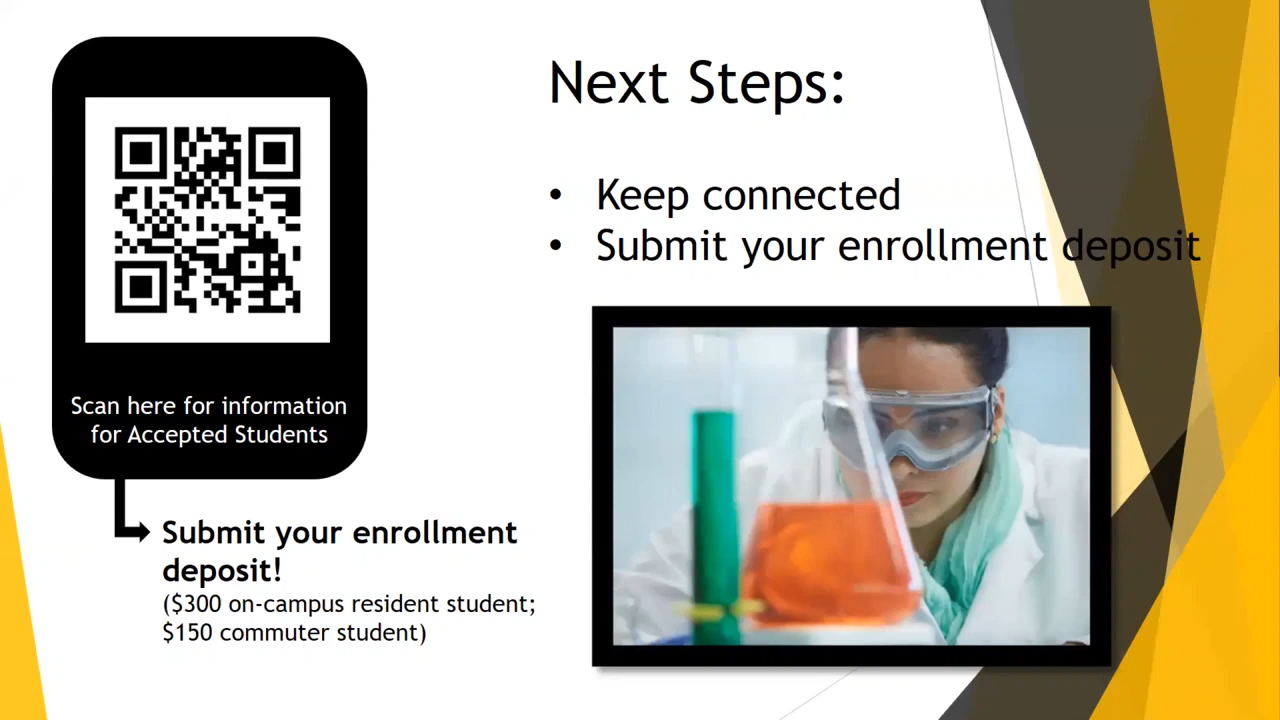 Next Steps:
• Keep connected
• Submit your enrollment deposit
Scan here for information
for Accepted Students
Submit your enrollment
deposit!
($300 on-campus resident student;
$150 commuter student)